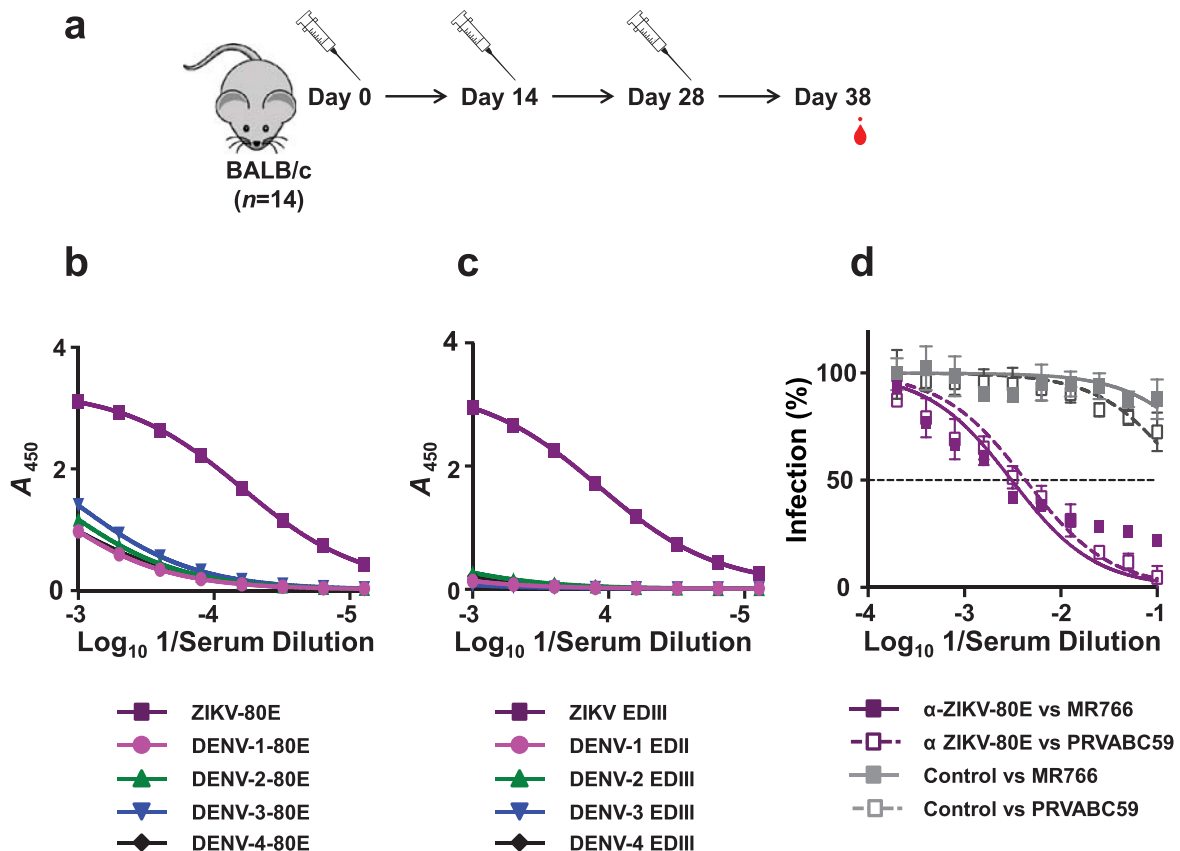 a
Day 0
Day 14
Day 28
Day 38
BALB/c
(n=14)
b
4
2
0
A450
-3
-4
-5
Log10 1/Serum Dilution
ZIKV-80E
DENV-1-80E
DENV-2-80E
DENV-3-80E
DENV-4-80E
c
4
2
0
A450
-3
-4
-5
Log10 1/Serum Dilution
ZIKV EDIII
DENV-1 EDII
DENV-2 EDIII
DENV-3 EDIII
DENV-4 EDIII
d
100
50
0
Infection (%)
-4
-3
-2
-1
Log10 1/Serum Dilution
α-ZIKV-80E vs MR766
α ZIKV-80E vs PRVABC59
Control vs MR766
Control vs PRVABC59